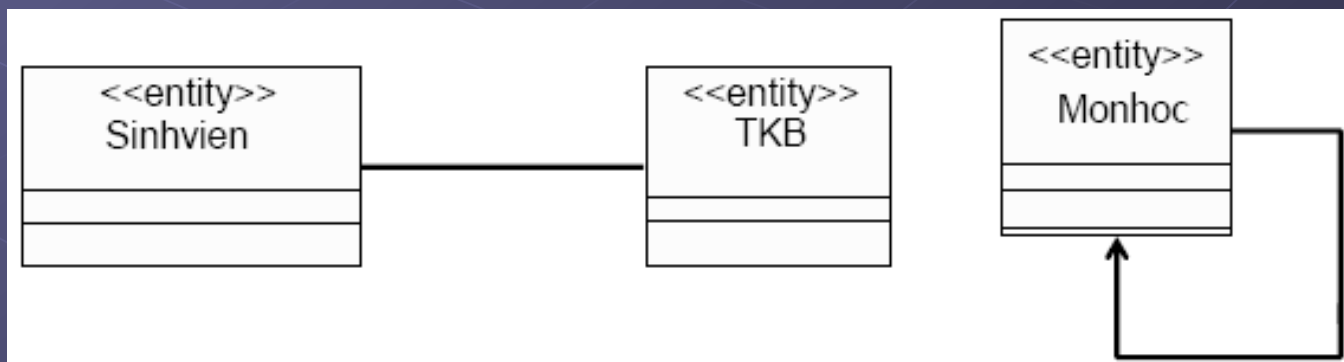 <<entity>>
Sinhvien
<<entity>>
TKB
<<entity>>
Monhoc